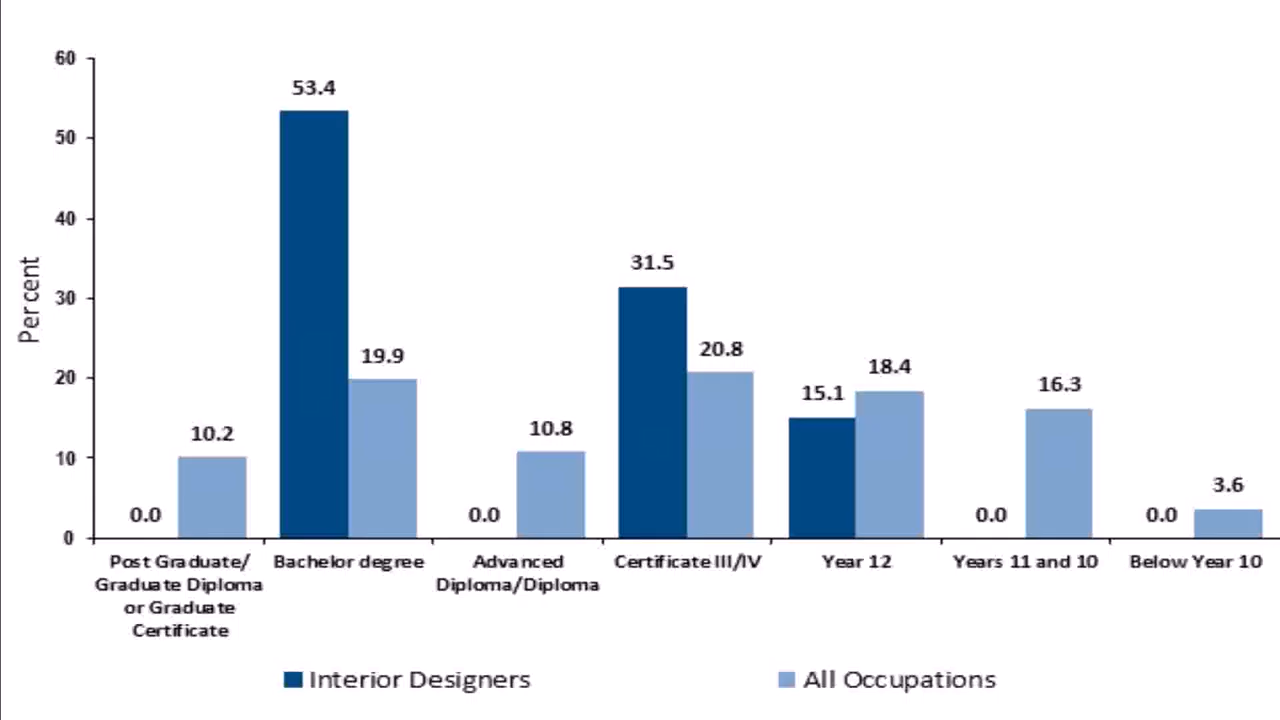 60
53.4
50
40
Per cent
31.5
30
19.9
20.8
20
18.4
15.1
16.3
10.2
10.8
10
3.6
0.0
0.0
0.0
0.0
0
Post Graduate/
Graduate Diploma
or Graduate
Certificate
Bachelor degree
Advanced
Diploma/Diploma
Certificate III/IV
Year 12
Years 11 and 10
Below Year 10
Interior Designers
All Occupations